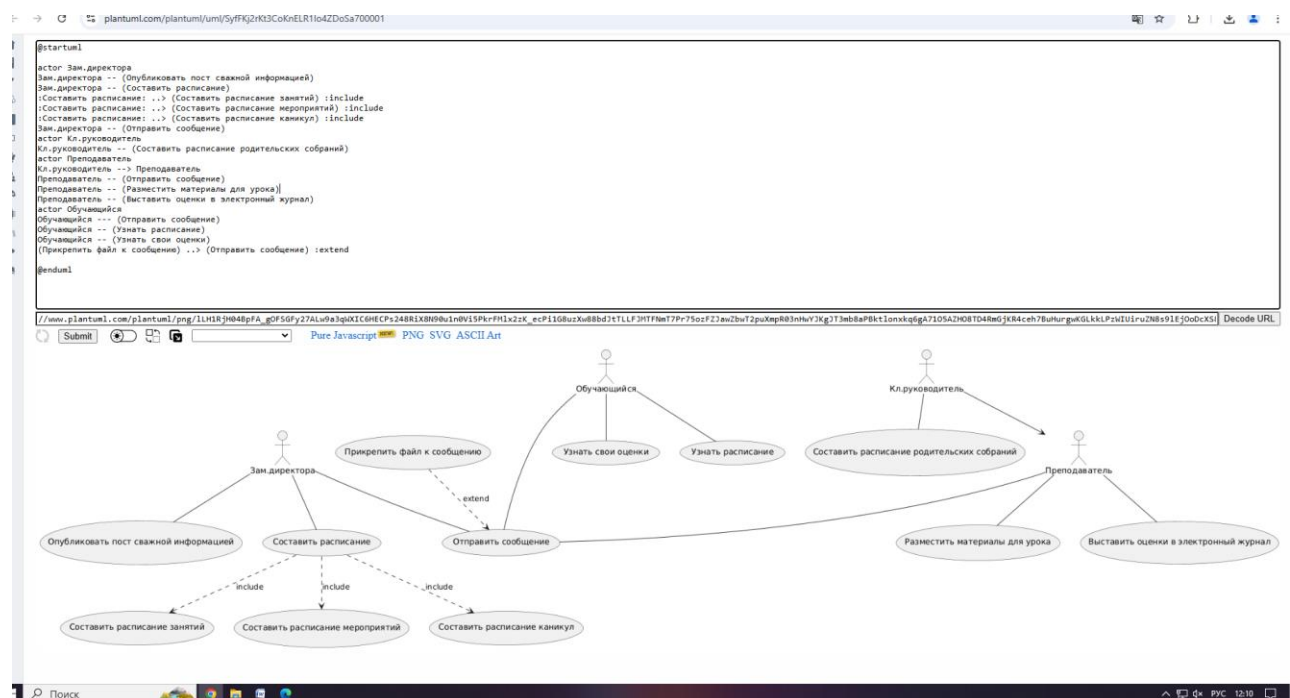 plantuml.com/plantuml/uml/SyfFKj2rKt3CoKnELR1Io4ZDoSa700001
@startuml
actor Зам.директора
Зам.директора -- (Опубликовать пост сважной информацией)
Зам.директора -- (Составить расписание)
:Составить расписание: ..> (Составить расписание занятий) :include
:Составить расписание: ..> (Составить расписание мероприятий) :include
:Составить расписание: ..> (Составить расписание каникул) :include
Зам.директора -- (Отправить сообщение)
actor Кл.руководитель
Кл.руководитель -- (Составить расписание родительских собраний)
actor Преподаватель
Кл.руководитель --> Преподаватель
Преподаватель -- (Отправить сообщение)
Преподаватель -- (Разместить материалы для урока)
Преподаватель -- (Выставить оценки в электронный журнал)
actor Обучающийся
Обучающийся --- (Отправить сообщение)
Обучающийся -- (Узнать расписание)
Обучающийся -- (Узнать свои оценки)
(Прикрепить файл к сообщению) ..> (Отправить сообщение) :extend
@enduml
Decode URL
Submit
Pure Javascript NEW! PNG SVG ASCII Art
Обучающийся
Кл.руководитель
Прикрепить файл к сообщению
Узнать свои оценки
Узнать расписание
Составить расписание родительских собраний
Зам.директора
Преподаватель
extend
Опубликовать пост сважной информацией
Составить расписание
Отправить сообщение
Разместить материалы для урока
Выставить оценки в электронный журнал
include
include
include
Составить расписание занятий
Составить расписание мероприятий
Составить расписание каникул
Поиск
РУС 12:10